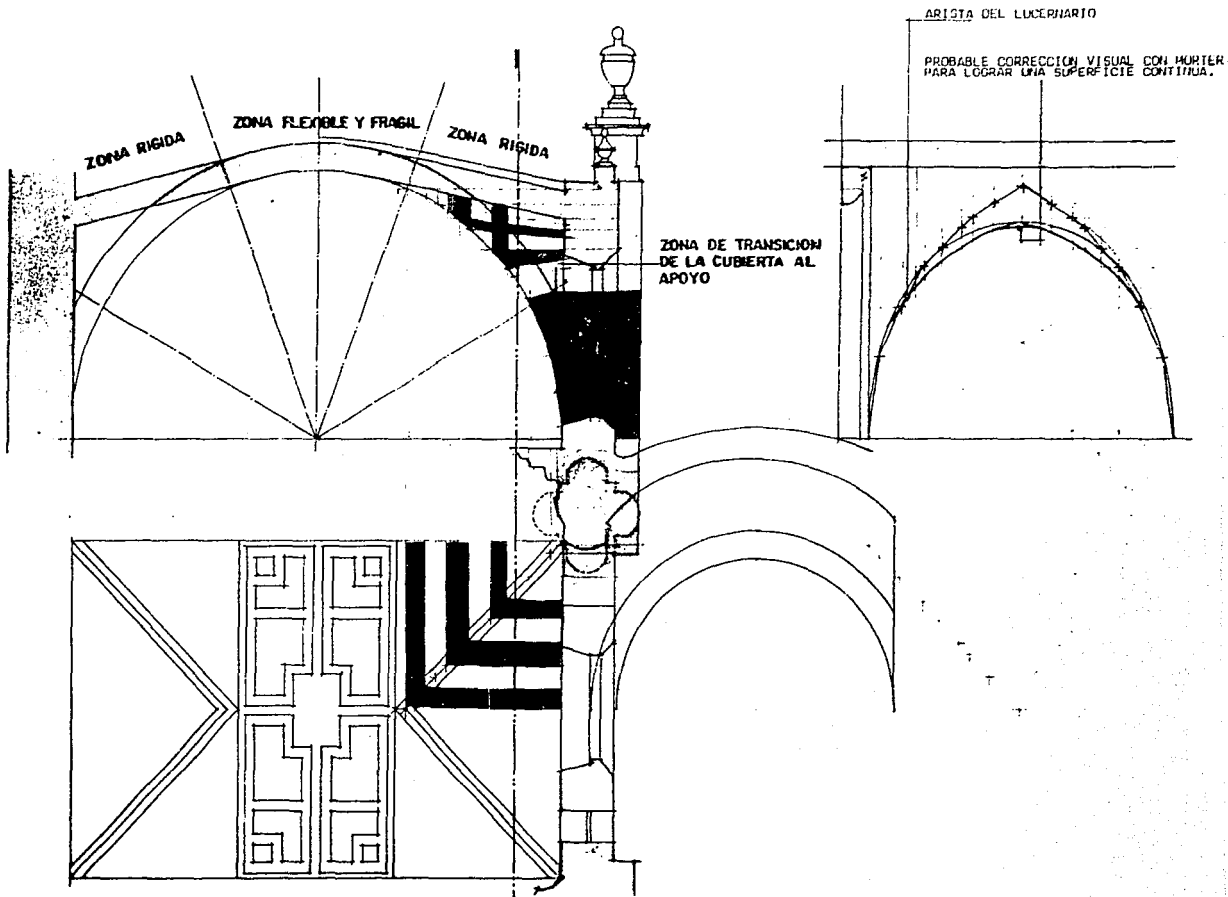 ARISTA DEL LUCERNARIO
PROBABLE CORRECCION VISUAL CON MORTER
PARA LOGRAR UNA SUPERFICIE CONTINUA.
ZONA RIGIDA
ZONA FLEXIBLE Y FRAGIL
ZONA RIGIDA
ZONA DE TRANSICION
DE LA CUBIERTA AL
APOYO